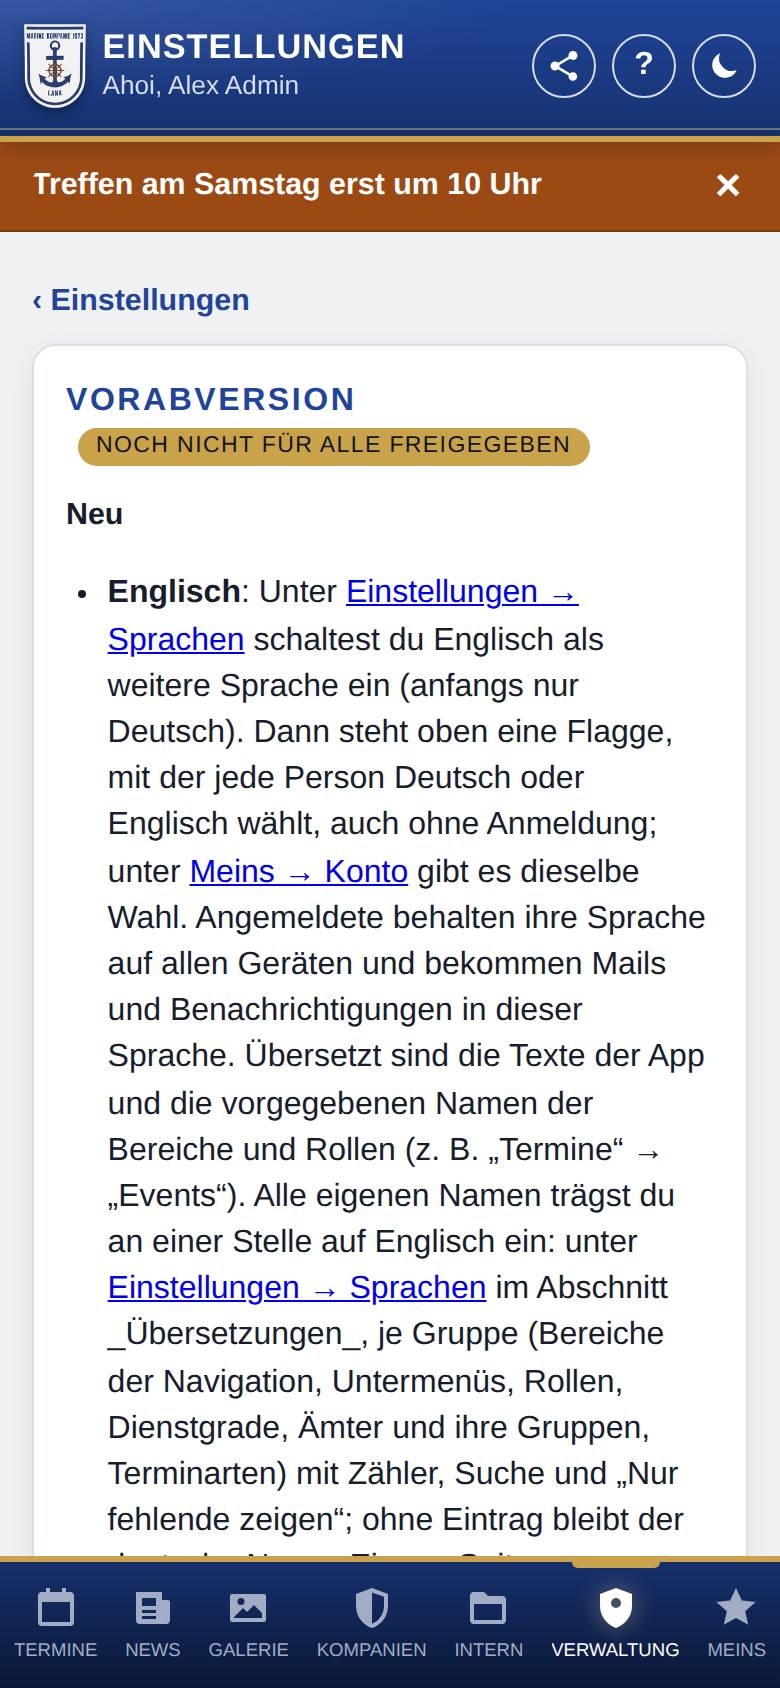 MARINE KOMPANIE 1973
LANK
EINSTELLUNGEN
Ahoi, Alex Admin
?
Treffen am Samstag erst um 10 Uhr
×
‹ Einstellungen
VORABVERSION
NOCH NICHT FÜR ALLE FREIGEGEBEN
Neu
• Englisch: Unter Einstellungen →
Sprachen schaltest du Englisch als
weitere Sprache ein (anfangs nur
Deutsch). Dann steht oben eine Flagge,
mit der jede Person Deutsch oder
Englisch wählt, auch ohne Anmeldung;
unter Meins → Konto gibt es dieselbe
Wahl. Angemeldete behalten ihre Sprache
auf allen Geräten und bekommen Mails
und Benachrichtigungen in dieser
Sprache. Übersetzt sind die Texte der App
und die vorgegebenen Namen der
Bereiche und Rollen (z. B. „Termine“ →
„Events“). Alle eigenen Namen trägst du
an einer Stelle auf Englisch ein: unter
Einstellungen → Sprachen im Abschnitt
_Übersetzungen_, je Gruppe (Bereiche
der Navigation, Untermenüs, Rollen,
Dienstgrade, Ämter und ihre Gruppen,
Terminarten) mit Zähler, Suche und „Nur
fehlende zeigen“; ohne Eintrag bleibt der
TERMINE
NEWS
GALERIE
KOMPANIEN
INTERN
VERWALTUNG
MEINS